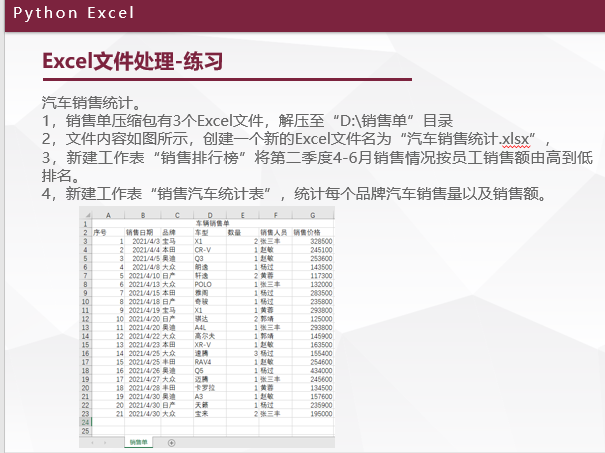 Python Excel
Excel文件处理-练习
汽车销售统计。
1，销售单压缩包有3个Excel文件，解压至“D:\销售单”目录
2，文件内容如图所示，创建一个新的Excel文件名为“汽车销售统计.xlsx”，
3，新建工作表“销售排行榜”将第二季度4-6月销售情况按员工销售额由高到低
排名。
4，新建工作表“销售汽车统计表”，统计每个品牌汽车销售量以及销售额。
A B C D E F G
1 车辆销售单
2 序号 销售日期 品牌 车型 数量 销售人员 销售价格
3 1 2021/4/3 宝马 X1 2 张三丰 328500
4 2 2021/4/4 本田 CR-V 1 赵敏 245100
5 3 2021/4/5 奥迪 Q3 1 赵敏 253600
6 4 2021/4/8 大众 朗逸 1 杨过 143500
7 5 2021/4/10 日产 轩逸 2 黄蓉 117300
8 6 2021/4/13 大众 POLO 1 张三丰 132000
9 7 2021/4/15 本田 雅阁 1 杨过 283500
10 8 2021/4/18 日产 奇骏 1 杨过 235800
11 9 2021/4/19 宝马 X1 1 黄蓉 293800
12 10 2021/4/20 日产 骐达 2 郭靖 125000
13 11 2021/4/20 奥迪 A4L 1 张三丰 293800
14 12 2021/4/22 大众 高尔夫 1 郭靖 145900
15 13 2021/4/23 本田 XR-V 1 赵敏 163500
16 14 2021/4/25 大众 速腾 3 杨过 155400
17 15 2021/4/25 丰田 RAV4 1 赵敏 254600
18 16 2021/4/26 奥迪 Q5 1 杨过 434000
19 17 2021/4/27 大众 迈腾 1 张三丰 245600
20 18 2021/4/28 丰田 卡罗拉 1 黄蓉 134500
21 19 2021/4/30 奥迪 A3 1 赵敏 157600
22 20 2021/4/30 日产 天籁 1 杨过 235900
23 21 2021/4/30 大众 宝来 2 张三丰 195000
24
25
销售单